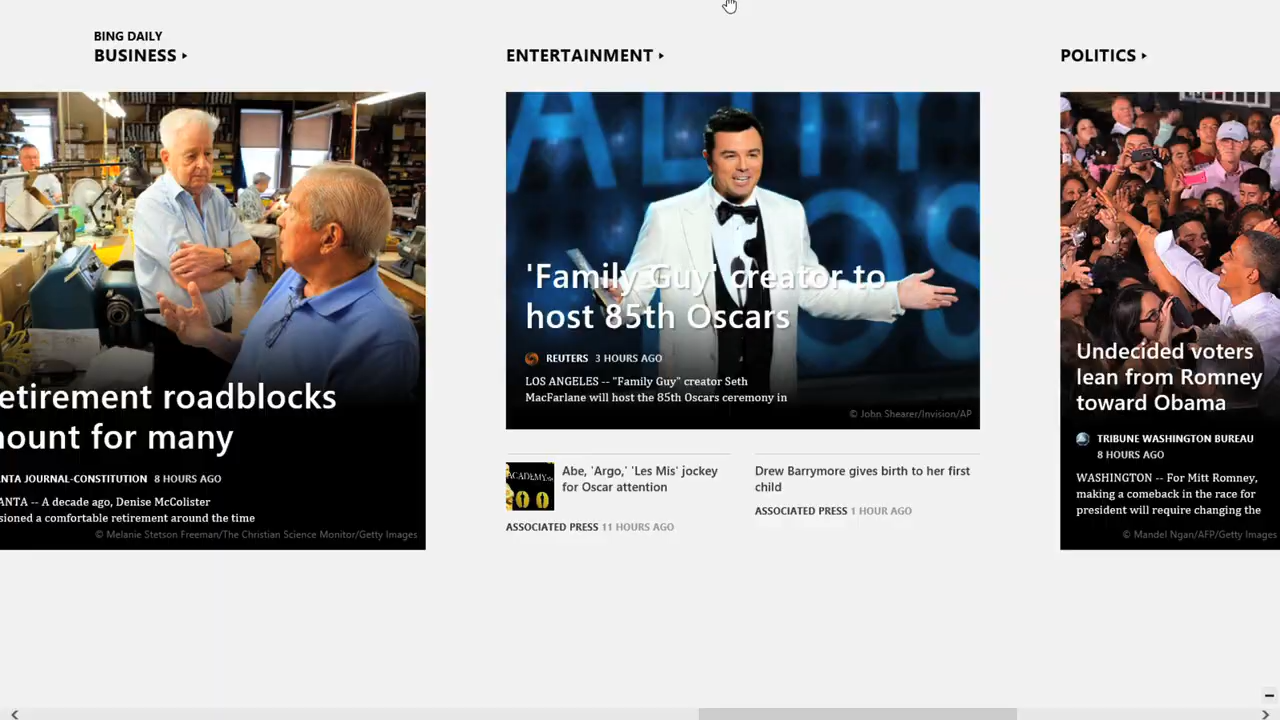 BING DAILY
BUSINESS
etirement roadblocks
ount for many
NTA JOURNAL-CONSTITUTION 8 HOURS AGO
ANTA -- A decade ago, Denise McColister
sioned a comfortable retirement around the time
© Melanie Stetson Freeman/The Christian Science Monitor/Getty Images
ENTERTAINMENT
'Family Guy' creator to
host 85th Oscars
REUTERS 3 HOURS AGO
LOS ANGELES -- "Family Guy" creator Seth
MacFarlane will host the 85th Oscars ceremony in
© John Shearer/Invision/AP
ACADEMY
Abe, 'Argo,' 'Les Mis' jockey
for Oscar attention
ASSOCIATED PRESS 11 HOURS AGO
Drew Barrymore gives birth to her first
child
ASSOCIATED PRESS 1 HOUR AGO
POLITICS
Undecided voters
lean from Romney
toward Obama
TRIBUNE WASHINGTON BUREAU
8 HOURS AGO
WASHINGTON -- For Mitt Romney,
making a comeback in the race for
president will require changing the
© Mandel Ngan/AFP/Getty Images